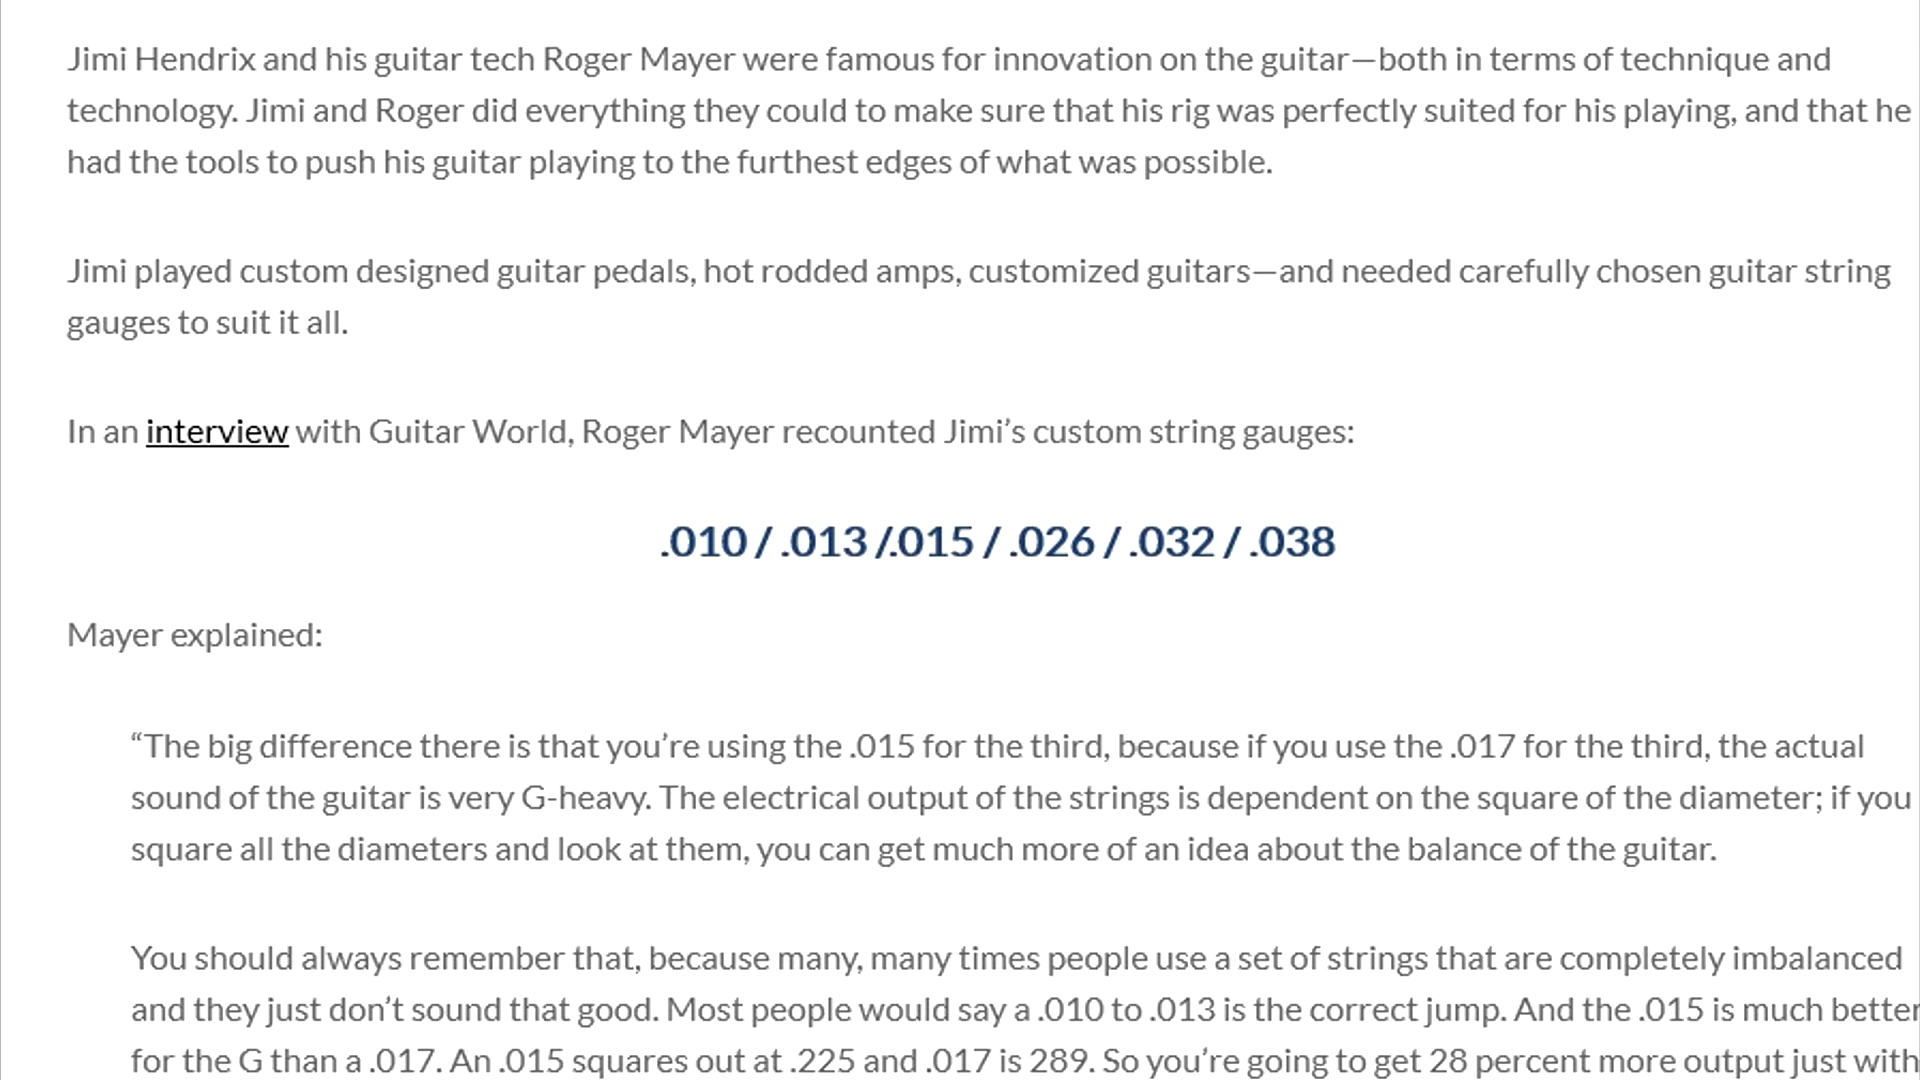 Jimi Hendrix and his guitar tech Roger Mayer were famous for innovation on the guitar—both in terms of technique and
technology. Jimi and Roger did everything they could to make sure that his rig was perfectly suited for his playing, and that he
had the tools to push his guitar playing to the furthest edges of what was possible.
Jimi played custom designed guitar pedals, hot rodded amps, customized guitars—and needed carefully chosen guitar string
gauges to suit it all.
In an interview with Guitar World, Roger Mayer recounted Jimi’s custom string gauges:
.010 / .013 /.015 / .026 / .032 / .038
Mayer explained:
“The big difference there is that you’re using the .015 for the third, because if you use the .017 for the third, the actual
sound of the guitar is very G-heavy. The electrical output of the strings is dependent on the square of the diameter; if you
square all the diameters and look at them, you can get much more of an idea about the balance of the guitar.
You should always remember that, because many, many times people use a set of strings that are completely imbalanced
and they just don’t sound that good. Most people would say a .010 to .013 is the correct jump. And the .015 is much better
for the G than a .017. An .015 squares out at .225 and .017 is 289. So you’re going to get 28 percent more output just with